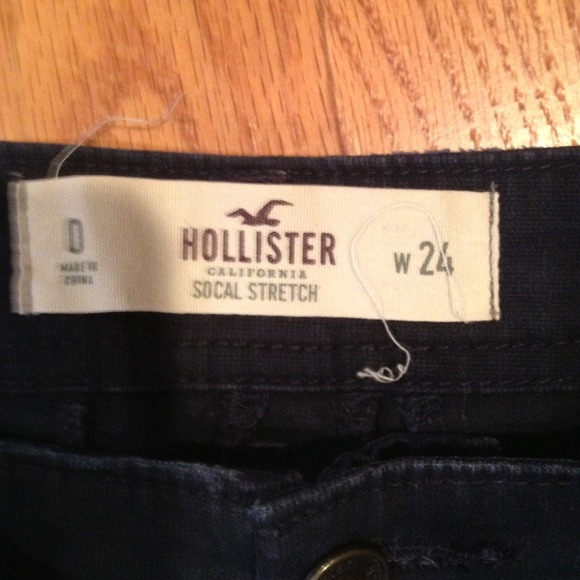 0
MADE IN
CHINA
HOLLISTER
CALIFORNIA
SOCAL STRETCH
W 24